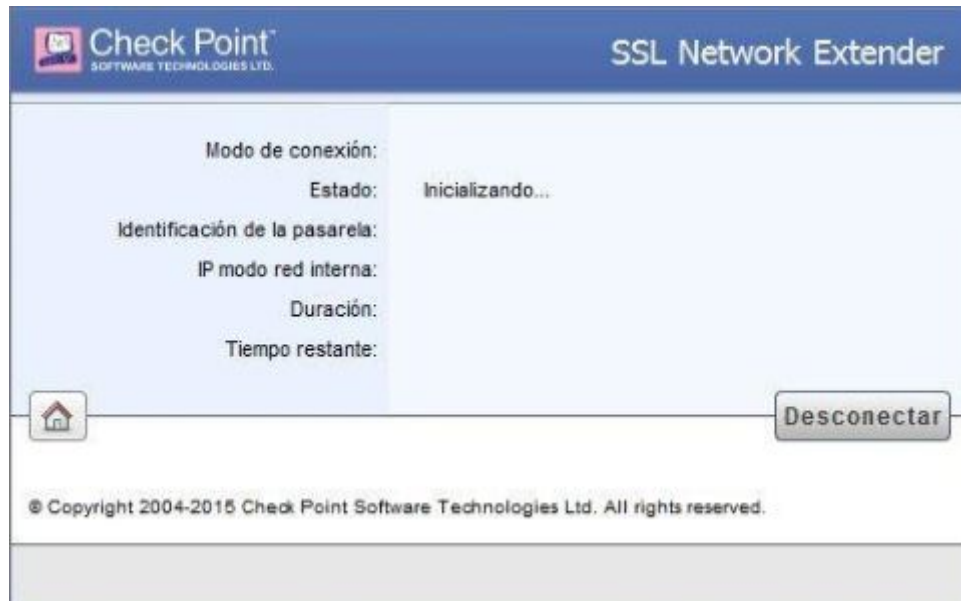 Check Point™
SOFTWARE TECHNOLOGIES LTD.
SSL Network Extender
Modo de conexión:
Estado: Inicializando...
Identificación de la pasarela:
IP modo red interna:
Duración:
Tiempo restante:
Desconectar
© Copyright 2004-2015 Check Point Software Technologies Ltd. All rights reserved.